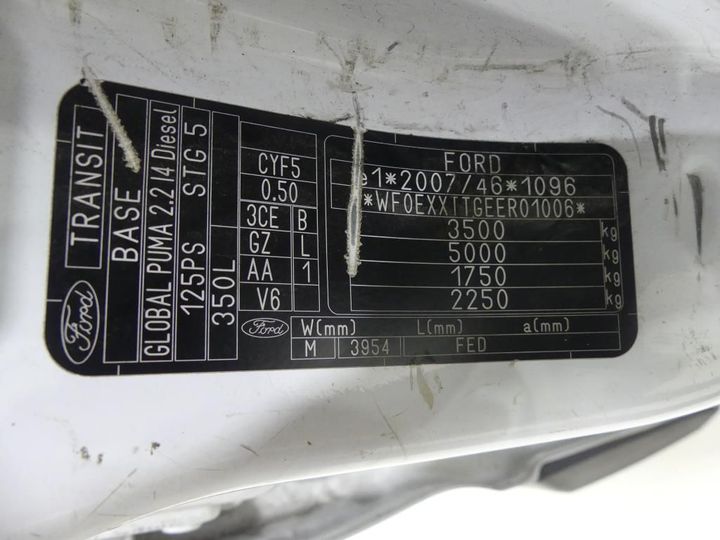 Ford
TRANSIT
BASE
GLOBAL PUMA 2.2 I4 Diesel
125PS STG 5
350L
CYF5
0.50
3CE B
GZ L
AA 1
V6
FORD
e1*2007/46*1096
*WF0EXXTTGEER01006*
3500 kg
5000 kg
1750 kg
2250 kg
Ford
W(mm) L(mm) a(mm)
M 3954 FED